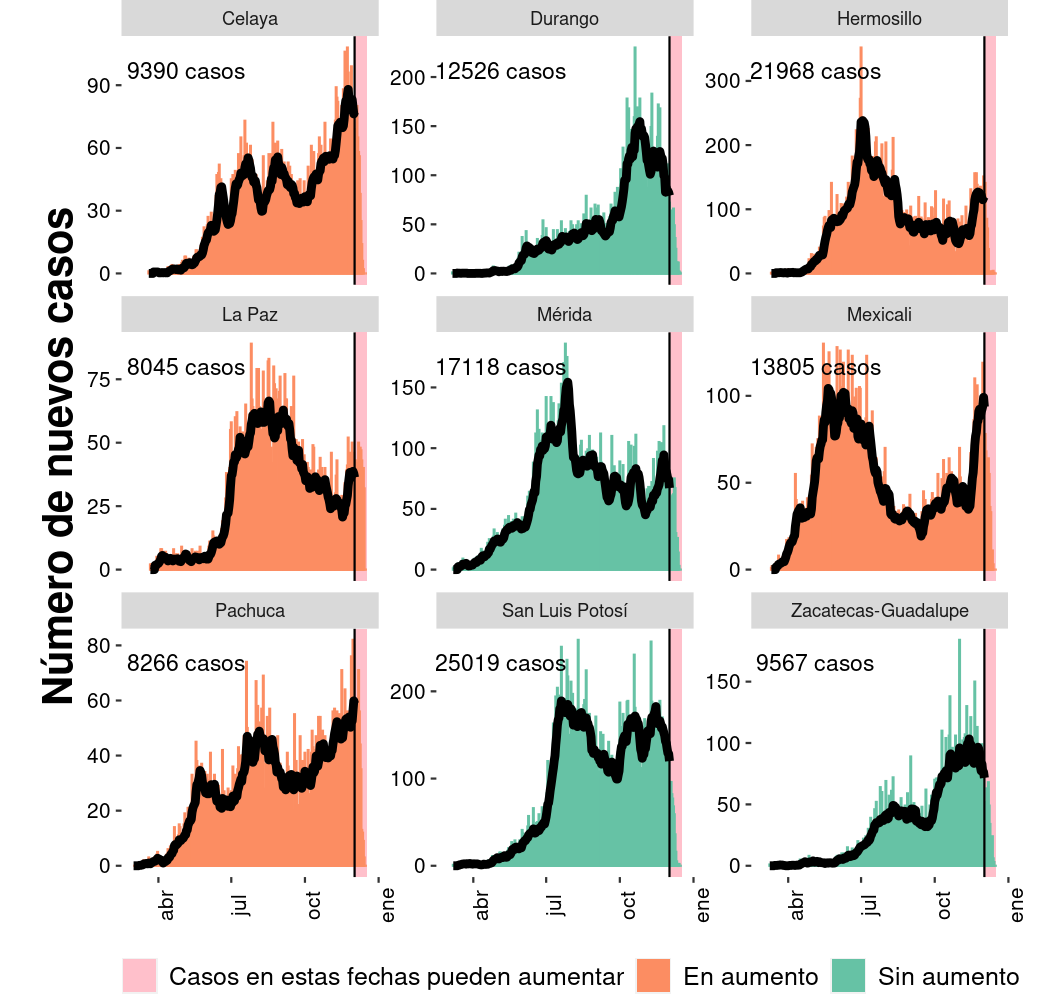 Número de nuevos casos
Celaya Durango Hermosillo
9390 casos 12526 casos 21968 casos
90 60 30 0
200 150 100 50 0
300 200 100 0
La Paz Mérida Mexicali
8045 casos 17118 casos 13805 casos
75 50 25 0
150 100 50 0
100 50 0
Pachuca San Luis Potosí Zacatecas-Guadalupe
8266 casos 25019 casos 9567 casos
80 60 40 20 0
200 100 0
150 100 50 0
abr jul oct ene abr jul oct ene abr jul oct ene
Casos en estas fechas pueden aumentar En aumento Sin aumento